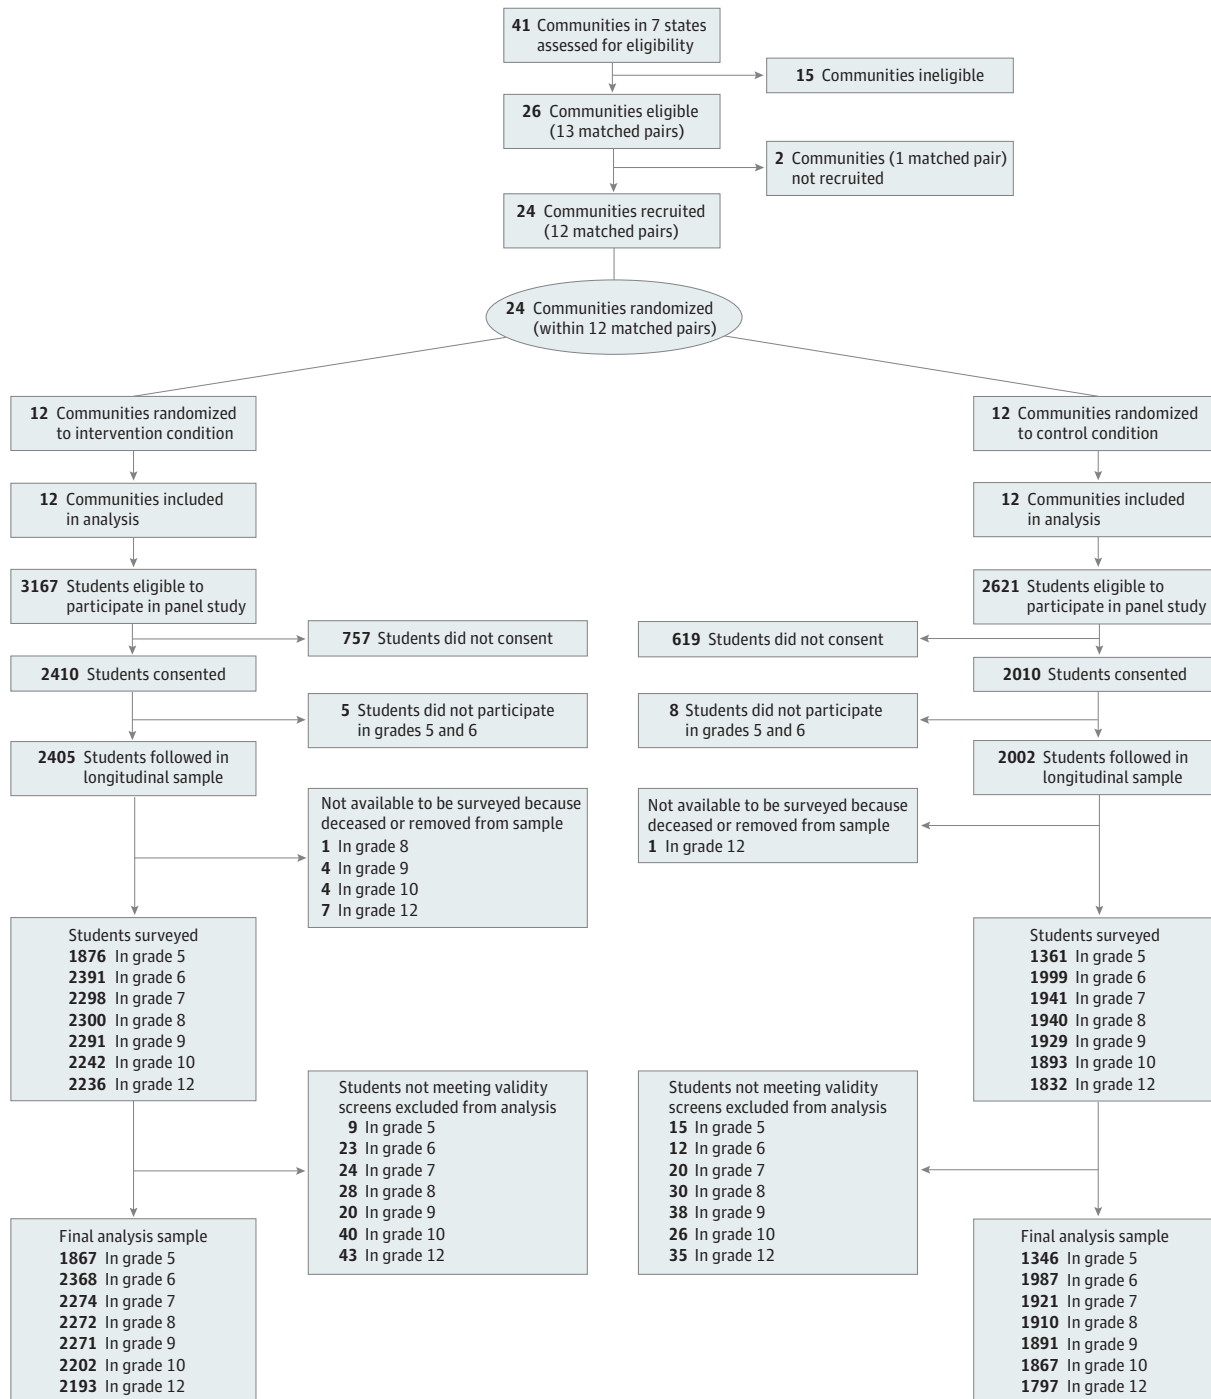 41 Communities in 7 states
assessed for eligibility
15 Communities ineligible
26 Communities eligible
(13 matched pairs)
2 Communities (1 matched pair)
not recruited
24 Communities recruited
(12 matched pairs)
24 Communities randomized
(within 12 matched pairs)
12 Communities randomized
to intervention condition
12 Communities included
in analysis
3167 Students eligible to
participate in panel study
757 Students did not consent
2410 Students consented
5 Students did not participate
in grades 5 and 6
2405 Students followed in
longitudinal sample
Not available to be surveyed because
deceased or removed from sample
1 In grade 8
4 In grade 9
4 In grade 10
7 In grade 12
Students surveyed
1876 In grade 5
2391 In grade 6
2298 In grade 7
2300 In grade 8
2291 In grade 9
2242 In grade 10
2236 In grade 12
Students not meeting validity
screens excluded from analysis
9 In grade 5
23 In grade 6
24 In grade 7
28 In grade 8
20 In grade 9
40 In grade 10
43 In grade 12
Final analysis sample
1867 In grade 5
2368 In grade 6
2274 In grade 7
2272 In grade 8
2271 In grade 9
2202 In grade 10
2193 In grade 12
12 Communities randomized
to control condition
12 Communities included
in analysis
2621 Students eligible to
participate in panel study
619 Students did not consent
2010 Students consented
8 Students did not participate
in grades 5 and 6
2002 Students followed in
longitudinal sample
Not available to be surveyed because
deceased or removed from sample
1 In grade 12
Students surveyed
1361 In grade 5
1999 In grade 6
1941 In grade 7
1940 In grade 8
1929 In grade 9
1893 In grade 10
1832 In grade 12
Students not meeting validity
screens excluded from analysis
15 In grade 5
12 In grade 6
20 In grade 7
30 In grade 8
38 In grade 9
26 In grade 10
35 In grade 12
Final analysis sample
1346 In grade 5
1987 In grade 6
1921 In grade 7
1910 In grade 8
1891 In grade 9
1867 In grade 10
1797 In grade 12